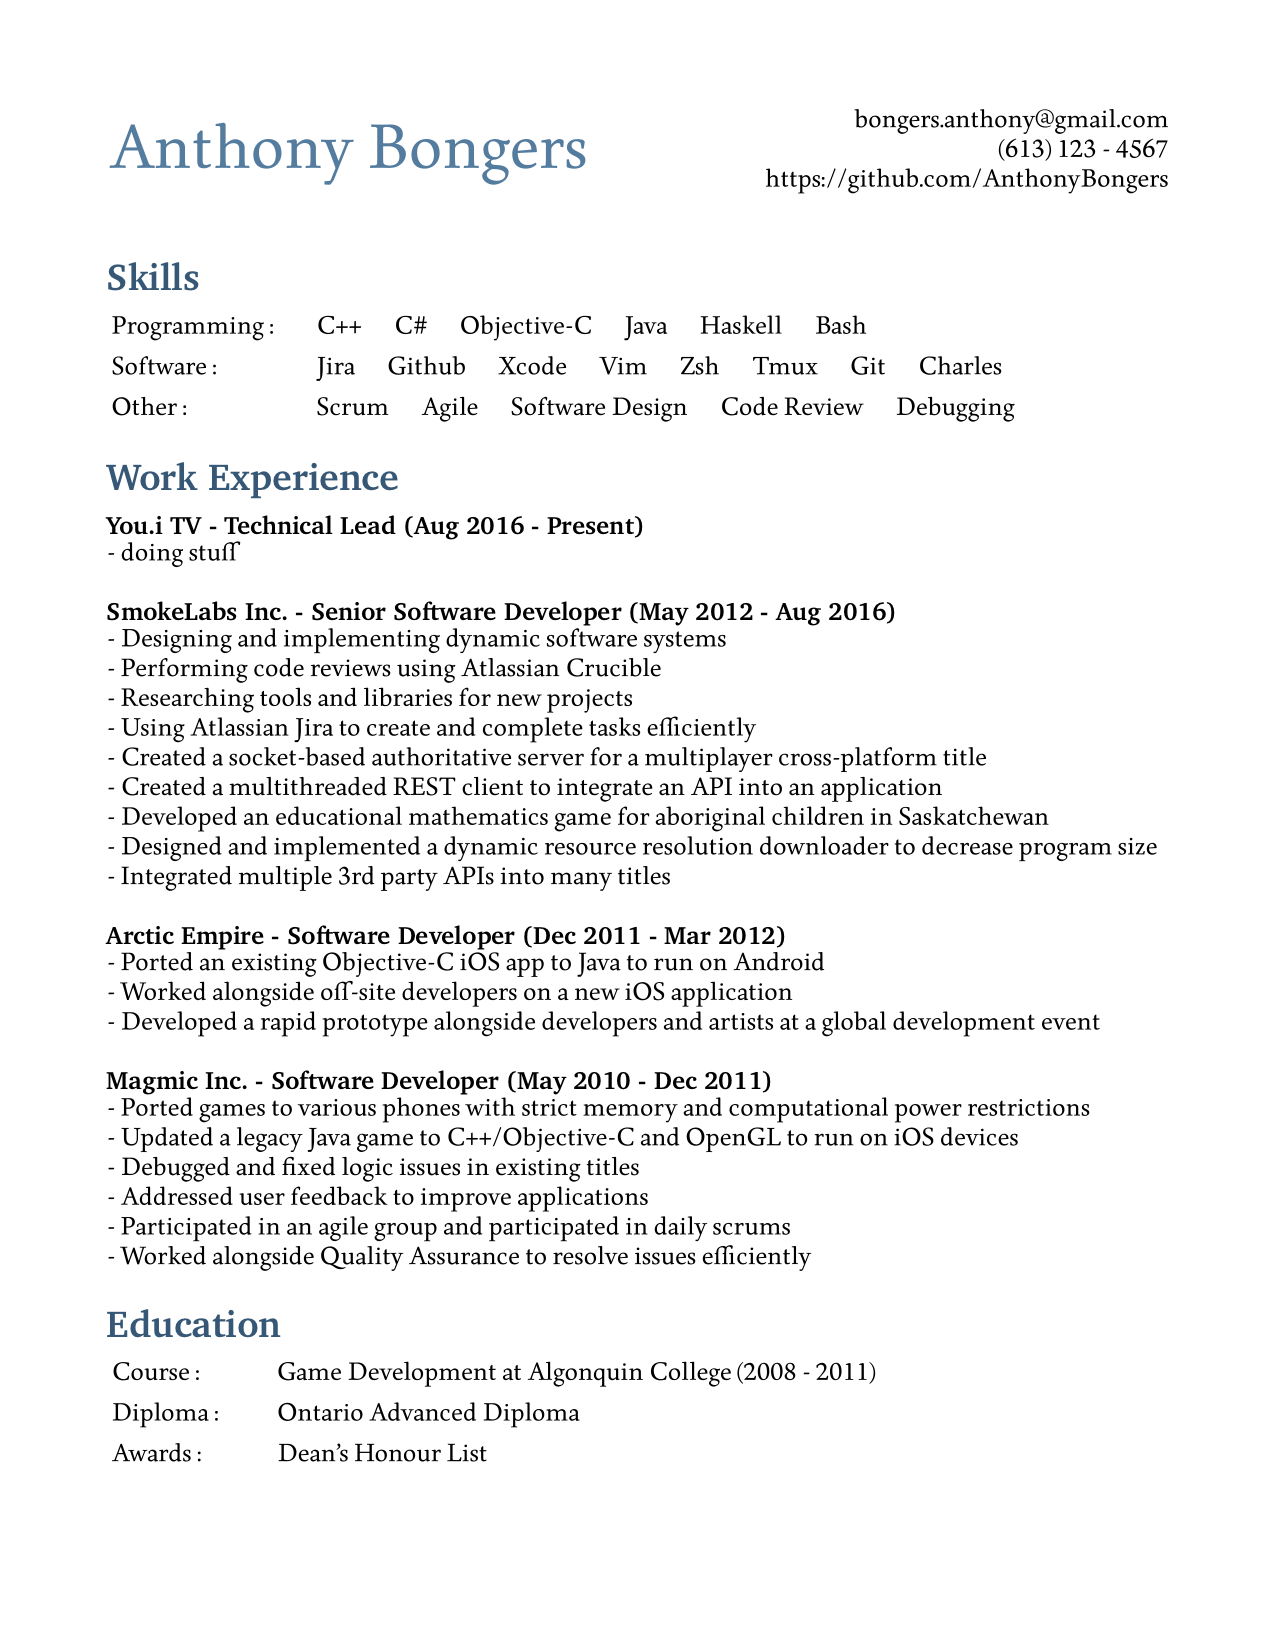 Anthony Bongers
bongers.anthony@gmail.com
(613) 123 - 4567
https://github.com/AnthonyBongers
Skills
Programming: C++ C# Objective-C Java Haskell Bash
Software: Jira Github Xcode Vim Zsh Tmux Git Charles
Other: Scrum Agile Software Design Code Review Debugging
Work Experience
You.i TV - Technical Lead (Aug 2016 - Present)
- doing stuff
SmokeLabs Inc. - Senior Software Developer (May 2012 - Aug 2016)
- Designing and implementing dynamic software systems
- Performing code reviews using Atlassian Crucible
- Researching tools and libraries for new projects
- Using Atlassian Jira to create and complete tasks efficiently
- Created a socket-based authoritative server for a multiplayer cross-platform title
- Created a multithreaded REST client to integrate an API into an application
- Developed an educational mathematics game for aboriginal children in Saskatchewan
- Designed and implemented a dynamic resource resolution downloader to decrease program size
- Integrated multiple 3rd party APIs into many titles
Arctic Empire - Software Developer (Dec 2011 - Mar 2012)
- Ported an existing Objective-C iOS app to Java to run on Android
- Worked alongside off-site developers on a new iOS application
- Developed a rapid prototype alongside developers and artists at a global development event
Magmic Inc. - Software Developer (May 2010 - Dec 2011)
- Ported games to various phones with strict memory and computational power restrictions
- Updated a legacy Java game to C++/Objective-C and OpenGL to run on iOS devices
- Debugged and fixed logic issues in existing titles
- Addressed user feedback to improve applications
- Participated in an agile group and participated in daily scrums
- Worked alongside Quality Assurance to resolve issues efficiently
Education
Course: Game Development at Algonquin College (2008 - 2011)
Diploma: Ontario Advanced Diploma
Awards: Dean's Honour List